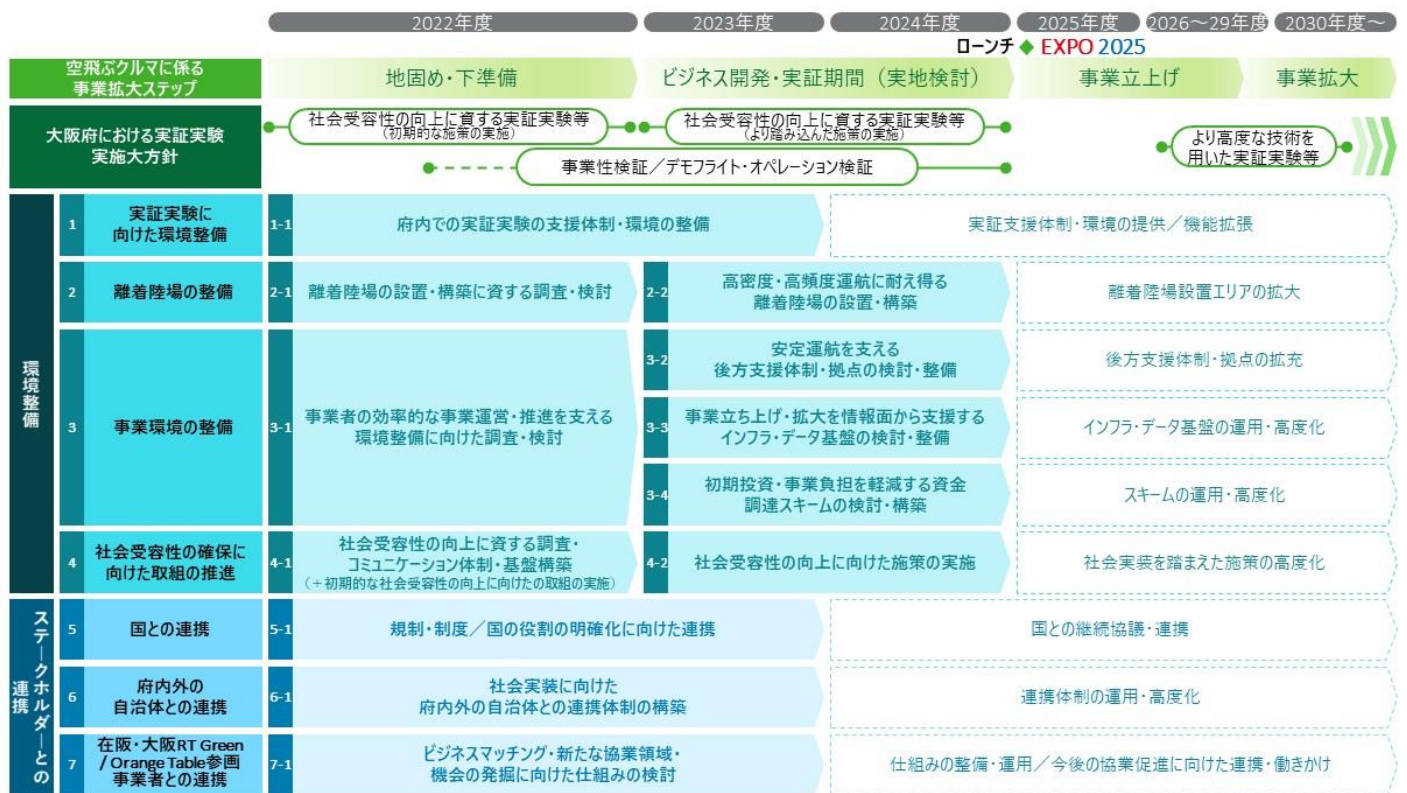 2022年度
2023年度
2024年度
2025年度
2026～29年度
2030年度～
ローンチ◆EXPO 2025
空飛ぶクルマに係る
事業拡大ステップ
地固め・下準備
ビジネス開発・実証期間（実地検討）
事業立上げ
事業拡大
大阪府における実証実験
実施大方針
社会受容性の向上に資する実証実験等
（初期的な施策の実施）
社会受容性の向上に資する実証実験等
（より踏み込んだ施策の実施）
事業性検証／デモフライト・オペレーション検証
より高度な技術を
用いた実証実験等
環境整備
1
実証実験に
向けた環境整備
1-1
府内での実証実験の支援体制・環境の整備
実証支援体制・環境の提供／機能拡張
2
離着陸場の整備
2-1
離着陸場の設置・構築に資する調査・検討
2-2
高密度・高頻度運航に耐え得る
離着陸場の設置・構築
離着陸場設置エリアの拡大
3
事業環境の整備
3-1
事業者の効率的な事業運営・推進を支える
環境整備に向けた調査・検討
3-2
安定運航を支える
後方支援体制・拠点の検討・整備
後方支援体制・拠点の拡充
3-3
事業立ち上げ・拡大を情報面から支援する
インフラ・データ基盤の検討・整備
インフラ・データ基盤の運用・高度化
3-4
初期投資・事業負担を軽減する資金
調達スキームの検討・構築
スキームの運用・高度化
4
社会受容性の確保に
向けた取組の推進
4-1
社会受容性の向上に資する調査・
コミュニケーション体制・基盤構築
（＋初期的な社会受容性の向上に向けたの取組の実施）
4-2
社会受容性の向上に向けた施策の実施
社会実装を踏まえた施策の高度化
ステークホルダーとの
連携
5
国との連携
5-1
規制・制度／国の役割の明確化に向けた連携
国との継続協議・連携
6
府内外の
自治体との連携
6-1
社会実装に向けた
府内外の自治体との連携体制の構築
連携体制の運用・高度化
7
在阪・大阪RT Green
/ Orange Table参画
事業者との連携
7-1
ビジネスマッチング・新たな協業領域・
機会の発掘に向けた仕組みの検討
仕組みの整備・運用／今後の協業促進に向けた連携・働きかけ